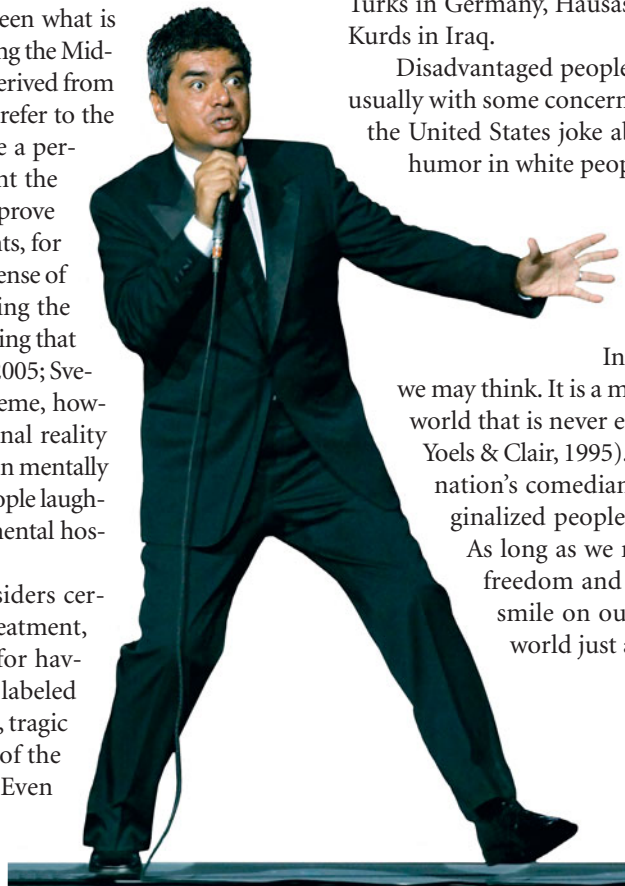 een what is
ng the Mid-
erived from
refer to the
e a per-
nt the
prove
ts, for
ense of
ing the
ing that
2005; Sve-
eme, how-
nal reality
n mentally
ople laugh-
mental hos-
siders cer-
eatment,
for hav-
labeled
, tragic
of the
Even
Turks in Germany, Hausas
Kurds in Iraq.
Disadvantaged people
usually with some concern
the United States joke ab
humor in white peop
In
we may think. It is a m
world that is never e
Yoels & Clair, 1995).
nation's comedian
ginalized people
As long as we r
freedom and
smile on ou
world just a